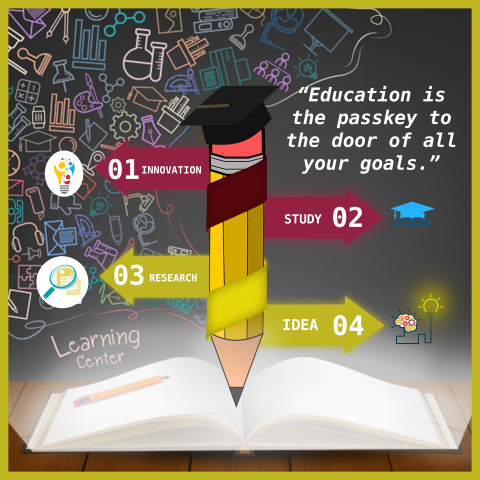 “Education is
the passkey to
the door of all
your goals.”
01 INNOVATION
STUDY 02
03 RESEARCH
IDEA 04
Learning
Center